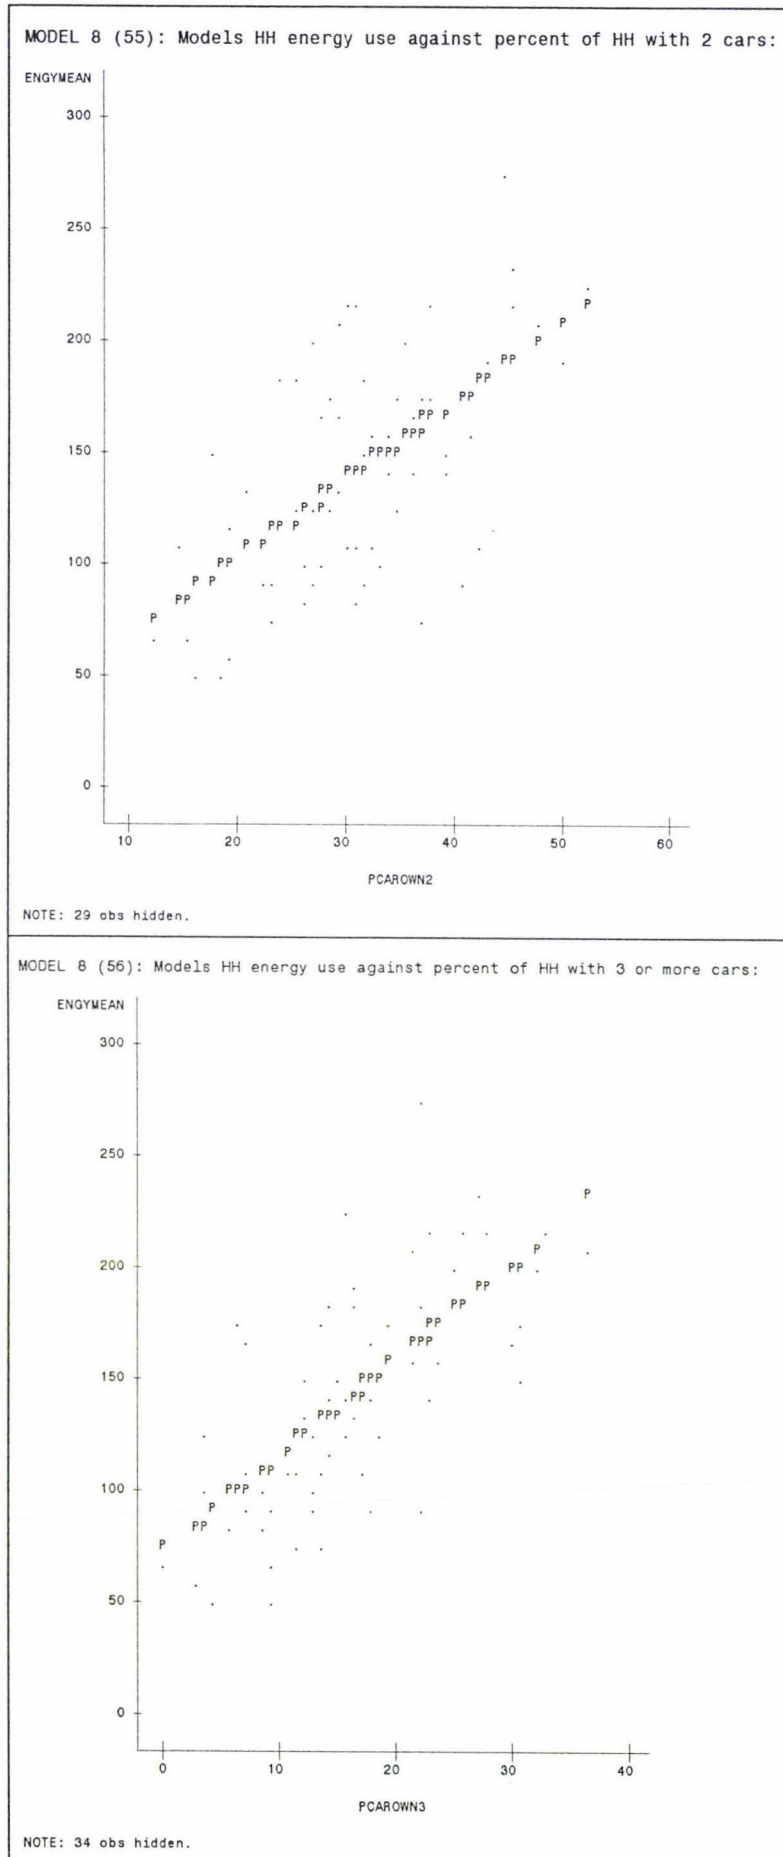 MODEL 8 (55): Models HH energy use against percent of HH with 2 cars:
ENGYMEAN
300
250
200
150
100
50
0
10 20 30 40 50 60
PCAROWN2
NOTE: 29 obs hidden.
MODEL 8 (56): Models HH energy use against percent of HH with 3 or more cars:
ENGYMEAN
300
250
200
150
100
50
0
0 10 20 30 40
PCAROWN3
NOTE: 34 obs hidden.